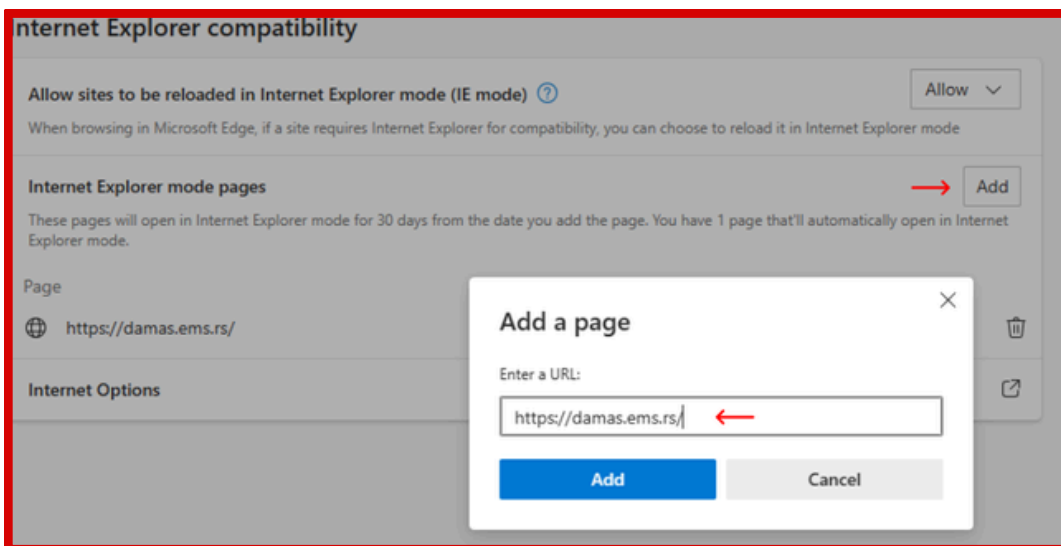 Internet Explorer compatibility
Allow sites to be reloaded in Internet Explorer mode (IE mode) ?
Allow
When browsing in Microsoft Edge, if a site requires Internet Explorer for compatibility, you can choose to reload it in Internet Explorer mode
Internet Explorer mode pages
Add
These pages will open in Internet Explorer mode for 30 days from the date you add the page. You have 1 page that'll automatically open in Internet
Explorer mode.
Page
https://damas.ems.rs/
Internet Options
Add a page
Enter a URL:
https://damas.ems.rs/
Add
Cancel